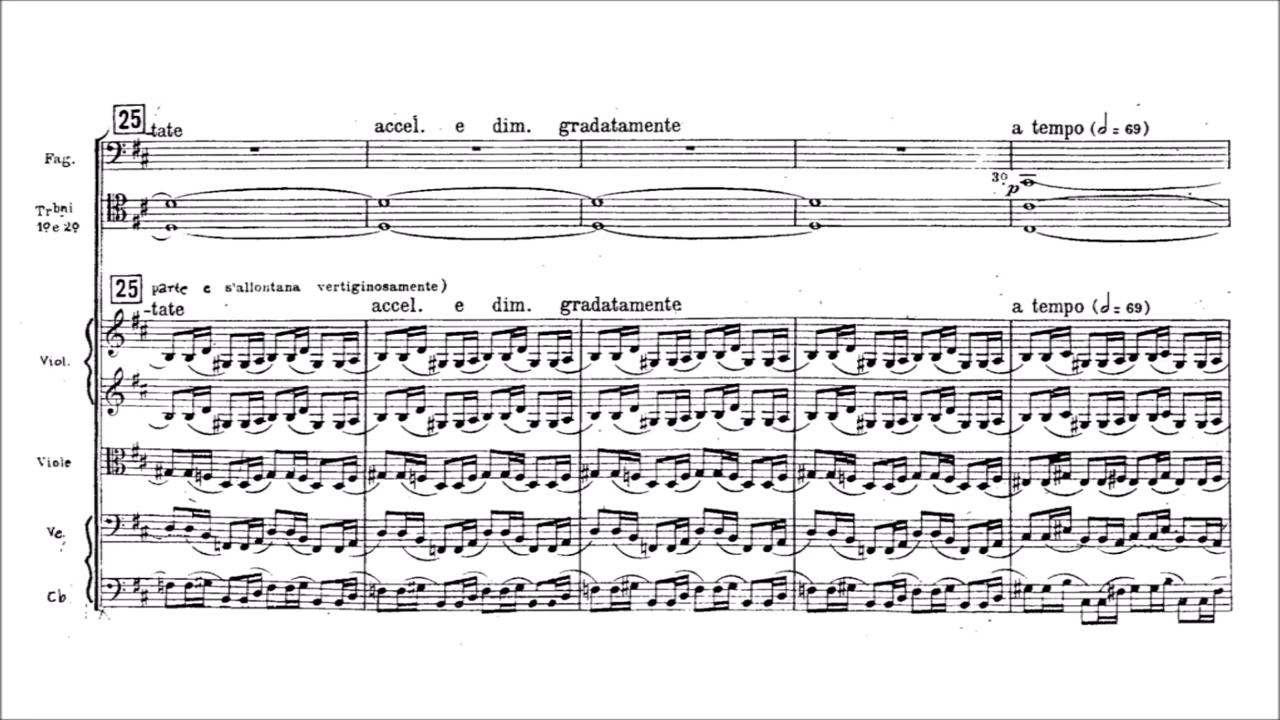 25
-tate accel. e dim. gradatamente a tempo (𝅗𝅥 = 69)
Fag.
3º
p
Trbni
1º e 2º
25 parte e s'allontana vertiginosamente)
-tate accel. e dim. gradatamente a tempo (𝅗𝅥 = 69)
Viol.
Viole
Vc.
Cb